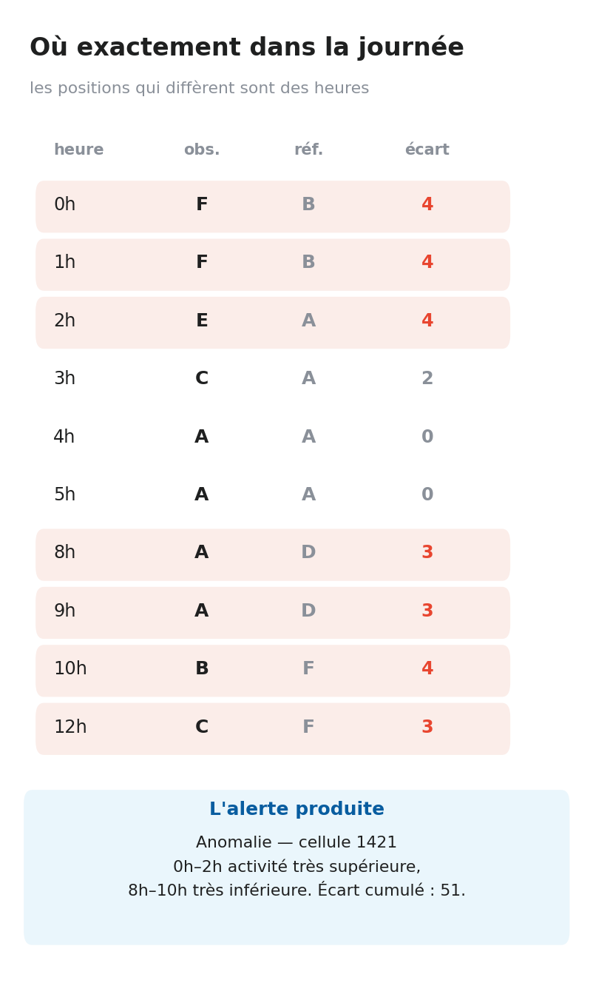 Où exactement dans la journée
les positions qui diffèrent sont des heures
heure obs. réf. écart
0h F B 4
1h F B 4
2h E A 4
3h C A 2
4h A A 0
5h A A 0
8h A D 3
9h A D 3
10h B F 4
12h C F 3
L'alerte produite
Anomalie — cellule 1421
0h–2h activité très supérieure,
8h–10h très inférieure. Écart cumulé : 51.